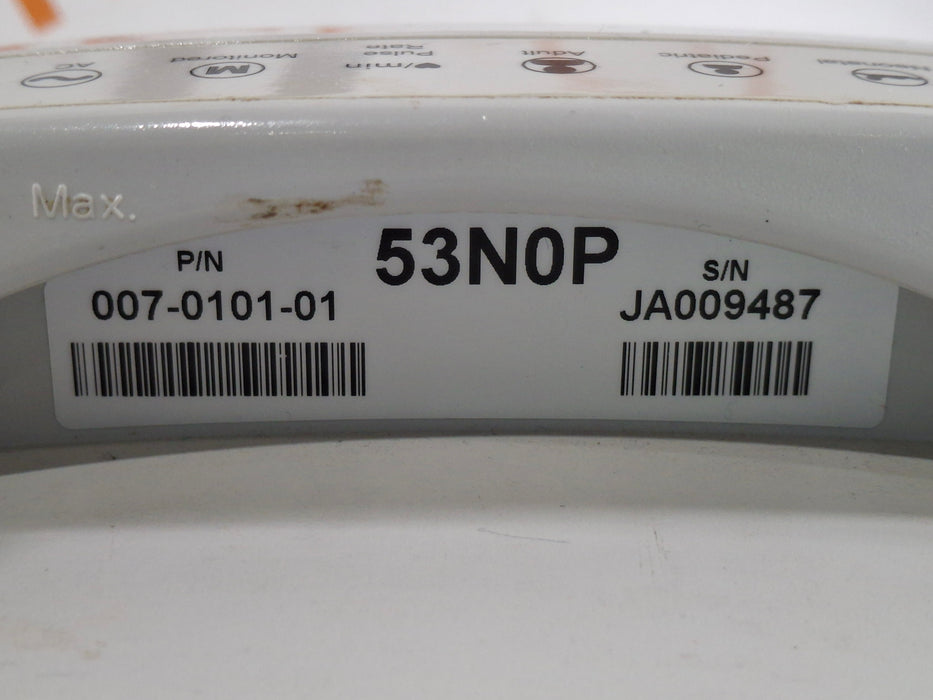 AC
M
Monitored
♥/min
Pulse
Rate
Adult
Pediatric
Max.
53N0P
P/N
007-0101-01
S/N
JA009487